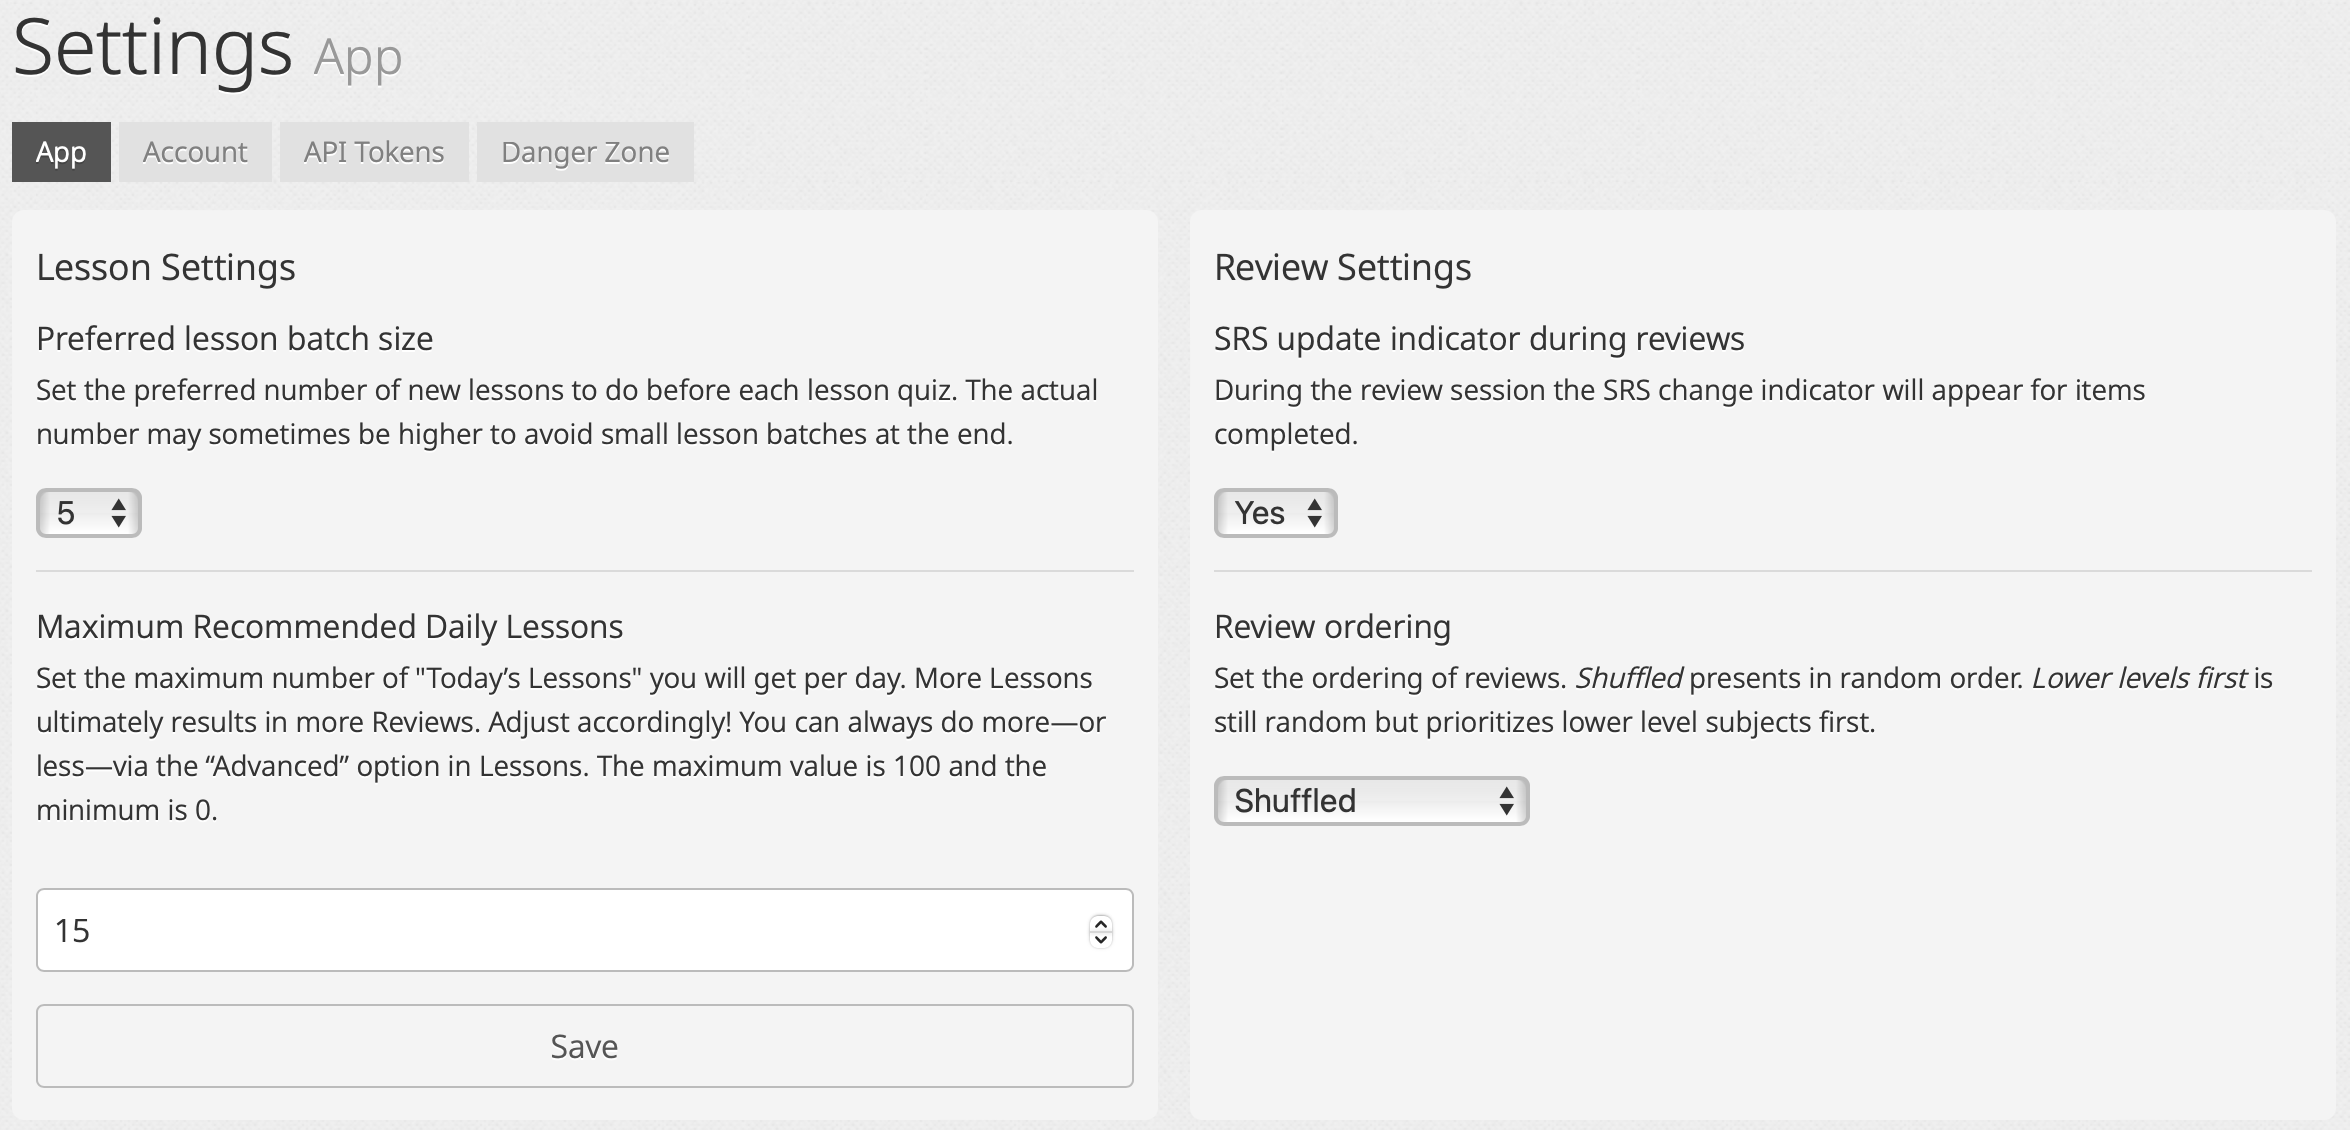 Settings App
App Account API Tokens Danger Zone
Lesson Settings
Preferred lesson batch size
Set the preferred number of new lessons to do before each lesson quiz. The actual
number may sometimes be higher to avoid small lesson batches at the end.
5
Maximum Recommended Daily Lessons
Set the maximum number of "Today’s Lessons" you will get per day. More Lessons
ultimately results in more Reviews. Adjust accordingly! You can always do more—or
less—via the “Advanced” option in Lessons. The maximum value is 100 and the
minimum is 0.
15
Save
Review Settings
SRS update indicator during reviews
During the review session the SRS change indicator will appear for items
completed.
Yes
Review ordering
Set the ordering of reviews. Shuffled presents in random order. Lower levels first is
still random but prioritizes lower level subjects first.
Shuffled